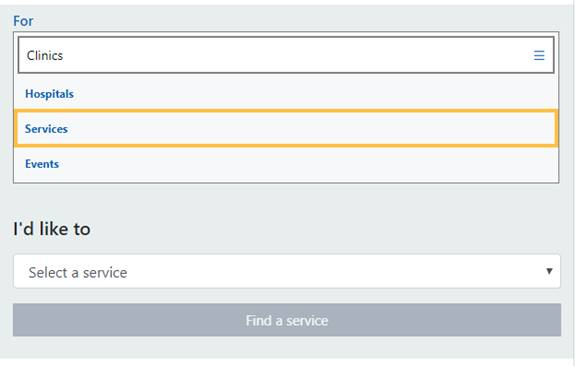 For
Clinics
Hospitals
Services
Events
I'd like to
Select a service
Find a service